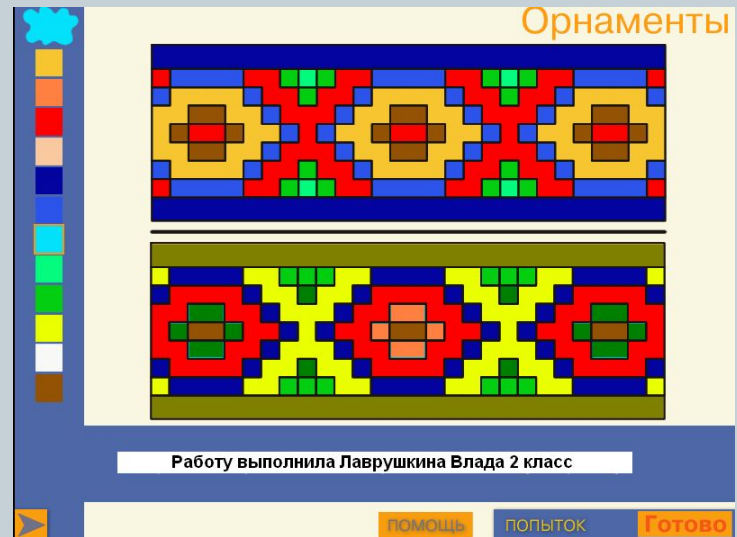 Орнаменты
Работу выполнила Лаврушкина Влада 2 класс
ПОМОЩЬ
ПОПЫТОК
Готово